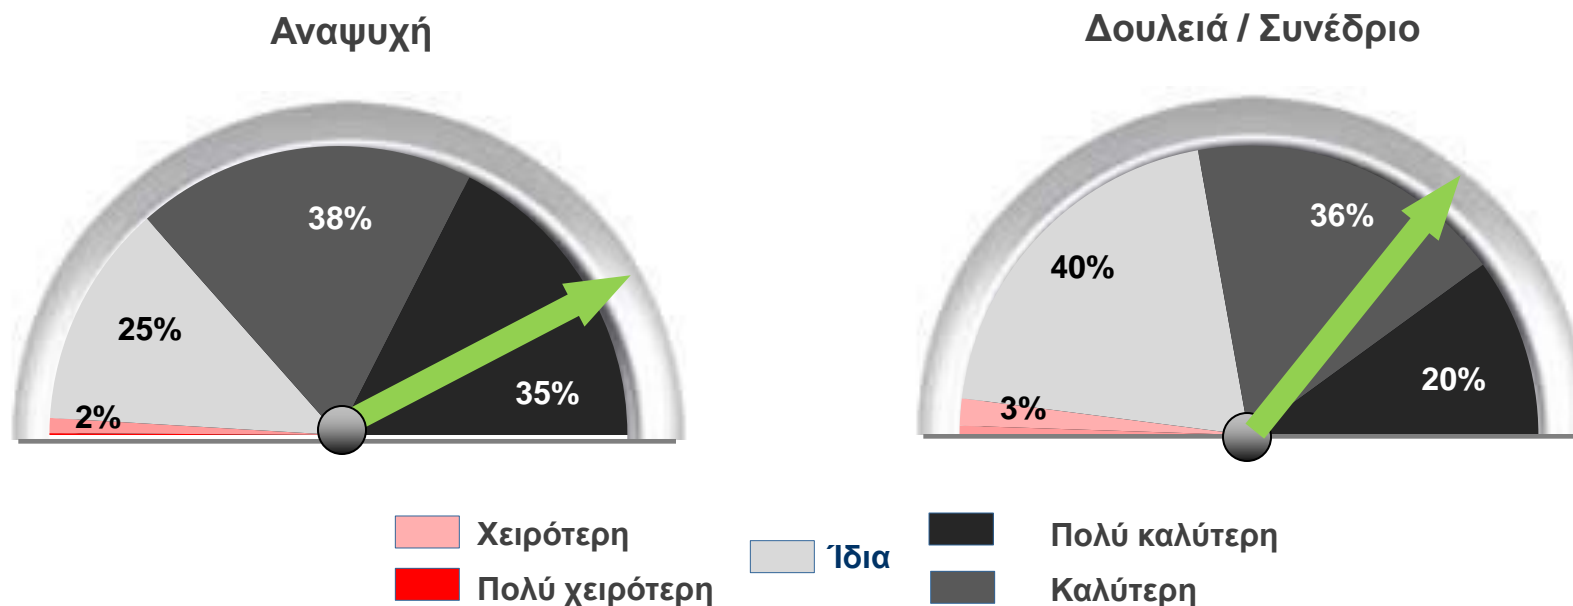 Αναψυχή
Δουλειά / Συνέδριο
38%
25%
2%
35%
36%
40%
3%
20%
Χειρότερη
Πολύ χειρότερη
Ίδια
Πολύ καλύτερη
Καλύτερη